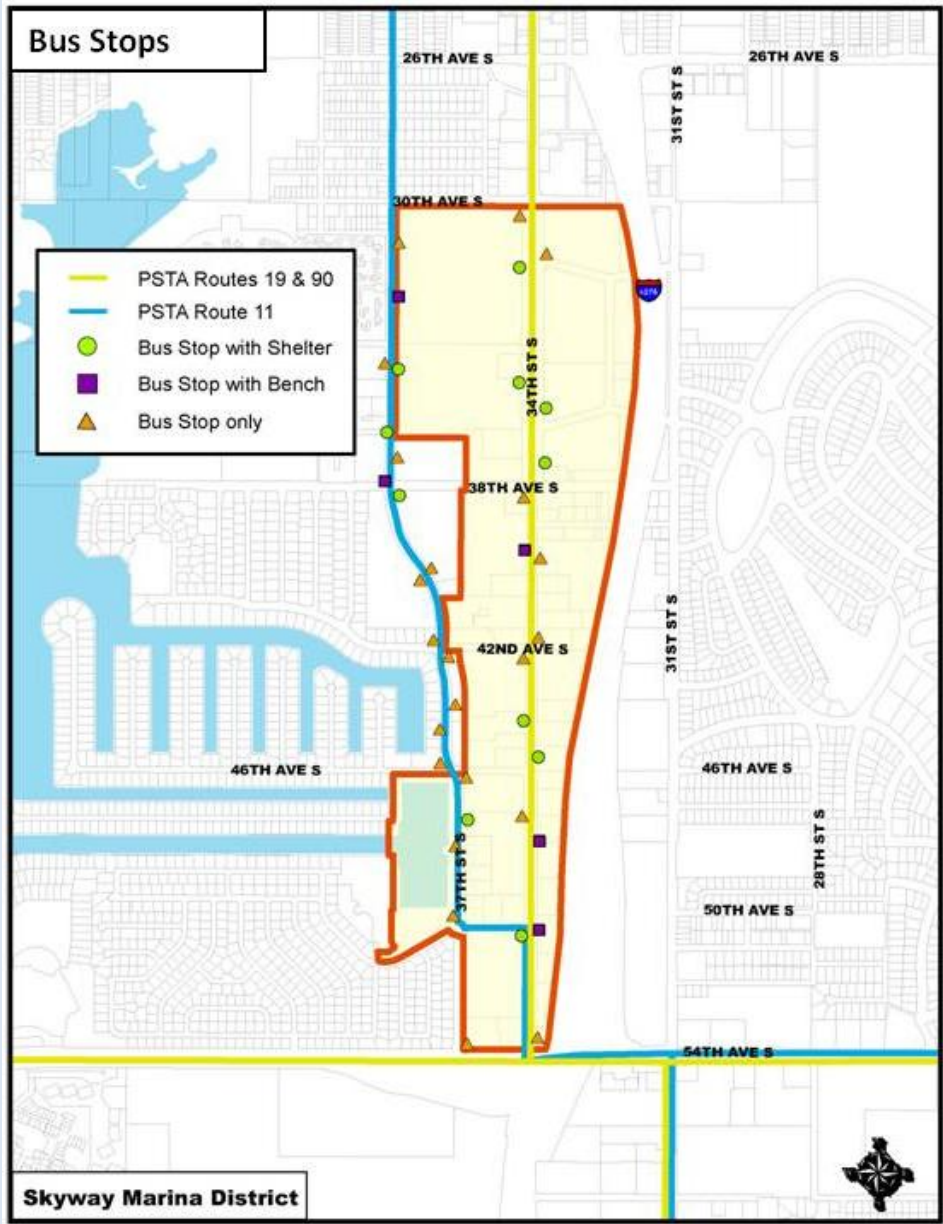 Bus Stops
26TH AVE S
26TH AVE S
31ST ST S
30TH AVE S
PSTA Routes 19 & 90
PSTA Route 11
Bus Stop with Shelter
Bus Stop with Bench
Bus Stop only
34TH ST S
38TH AVE S
31ST ST S
42ND AVE S
46TH AVE S
46TH AVE S
28TH ST S
37TH ST S
50TH AVE S
54TH AVE S
Skyway Marina District